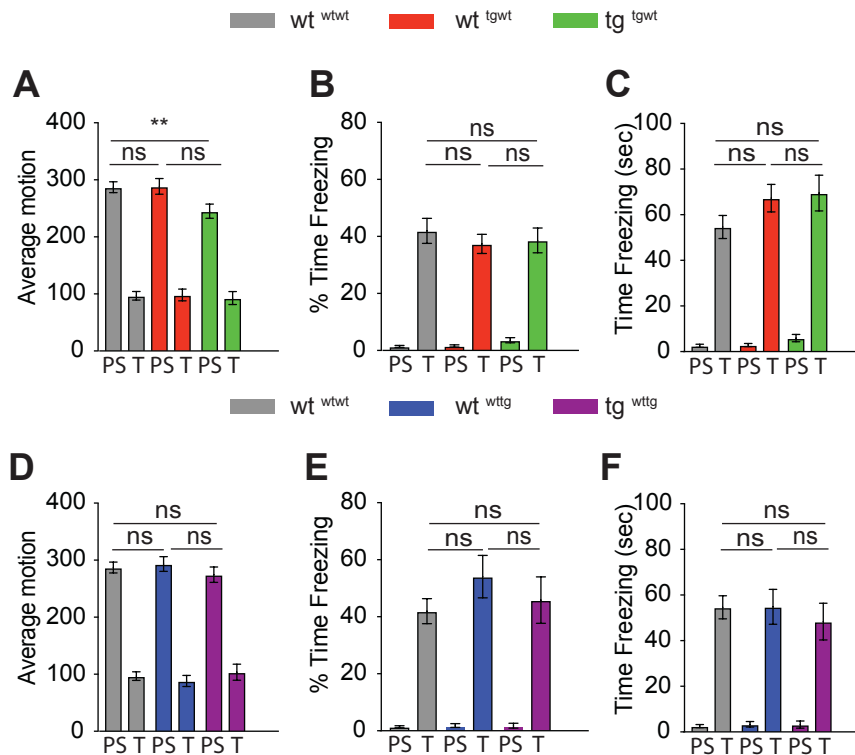 wt wtwt wt tgwt tg tgwt
A
Average motion
400
300
200
100
0
**
ns ns
PS T PS T PS T
B
% Time Freezing
80
60
40
20
0
ns
ns ns
PS T PS T PS T
C
Time Freezing (sec)
100
80
60
40
20
0
ns
ns ns
PS T PS T PS T
wt wtwt wt wttg tg wttg
D
Average motion
400
300
200
100
0
ns
ns ns
PS T PS T PS T
E
% Time Freezing
80
60
40
20
0
ns
ns ns
PS T PS T PS T
F
Time Freezing (sec)
100
80
60
40
20
0
ns
ns ns
PS T PS T PS T